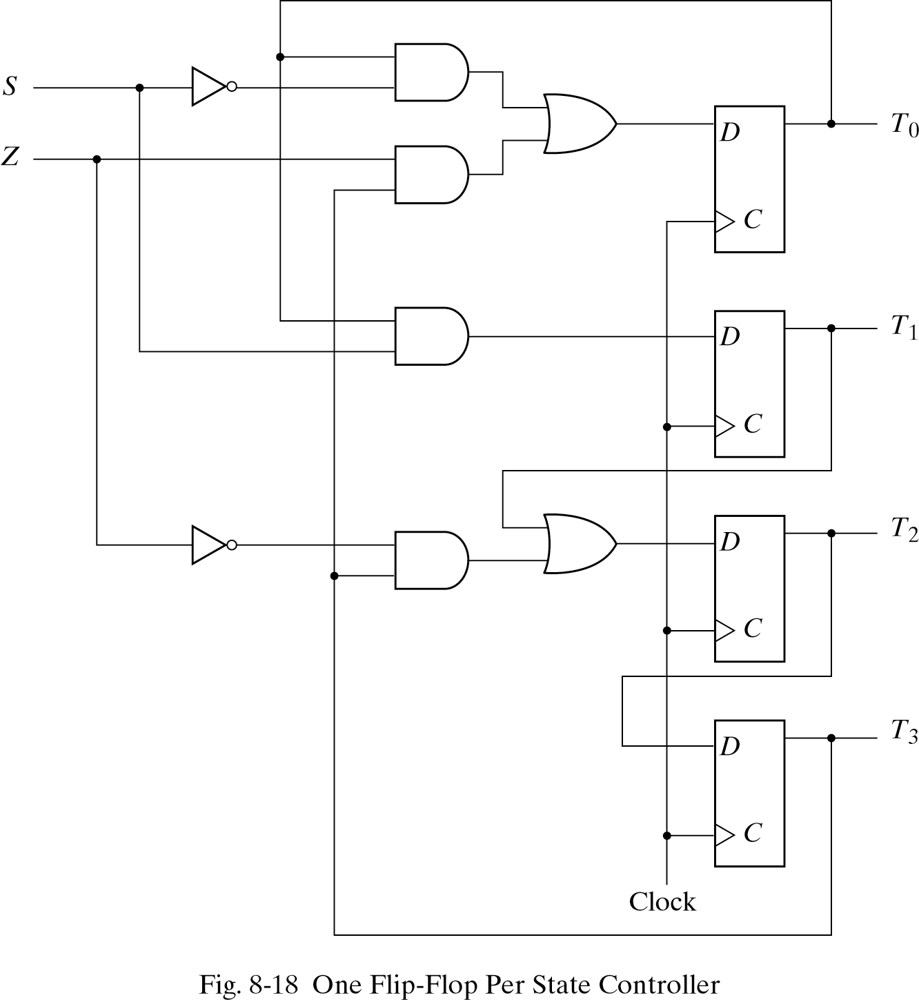 S
Z
D
C
T0
D
C
T1
D
C
T2
D
C
T3
Clock
Fig. 8-18 One Flip-Flop Per State Controller